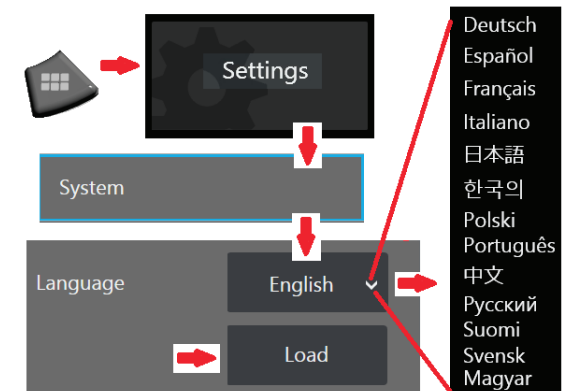 Settings
System
Language
English
Load
Deutsch
Español
Français
Italiano
日本語
한국의
Polski
Português
中文
Русский
Suomi
Svensk
Magyar